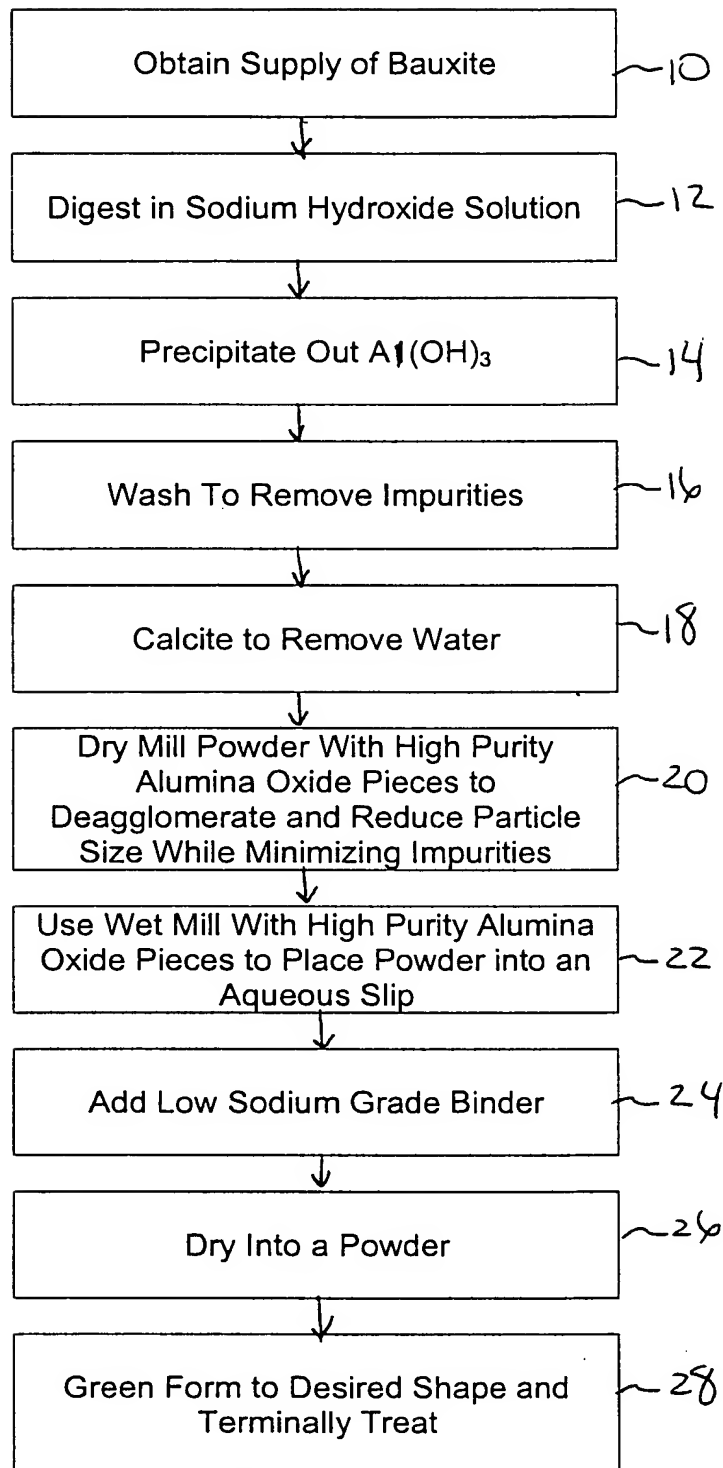 Obtain Supply of Bauxite 10
Digest in Sodium Hydroxide Solution 12
Precipitate Out Al(OH)₃ 14
Wash To Remove Impurities 16
Calcite to Remove Water 18
Dry Mill Powder With High Purity
Alumina Oxide Pieces to
Deagglomerate and Reduce Particle 20
Size While Minimizing Impurities
Use Wet Mill With High Purity Alumina
Oxide Pieces to Place Powder into an 22
Aqueous Slip
Add Low Sodium Grade Binder 24
Dry Into a Powder 26
Green Form to Desired Shape and 28
Terminally Treat